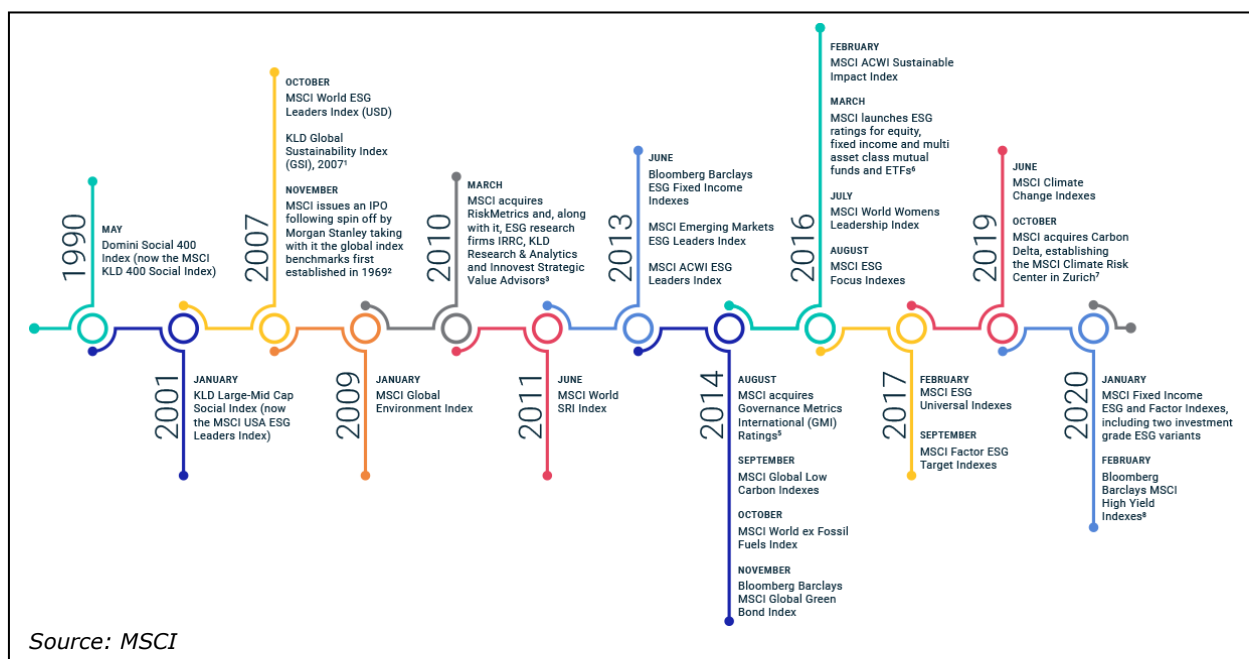 1990
MAY
Domini Social 400
Index (now the MSCI
KLD 400 Social Index)
2001
JANUARY
KLD Large-Mid Cap
Social Index (now
the MSCI USA ESG
Leaders Index)
2007
OCTOBER
MSCI World ESG
Leaders Index (USD)
KLD Global
Sustainability Index
(GSI), 2007¹
NOVEMBER
MSCI issues an IPO
following spin off by
Morgan Stanley taking
with it the global index
benchmarks first
established in 1969²
2009
JANUARY
MSCI Global
Environment Index
2010
MARCH
MSCI acquires
RiskMetrics and, along
with it, ESG research
firms IRRC, KLD
Research & Analytics
and Innovest Strategic
Value Advisors³
2011
JUNE
MSCI World
SRI Index
2013
JUNE
Bloomberg Barclays
ESG Fixed Income
Indexes
MSCI Emerging Markets
ESG Leaders Index
MSCI ACWI ESG
Leaders Index
2014
AUGUST
MSCI acquires
Governance Metrics
International (GMI)
Ratings⁵
SEPTEMBER
MSCI Global Low
Carbon Indexes
OCTOBER
MSCI World ex Fossil
Fuels Index
NOVEMBER
Bloomberg Barclays
MSCI Global Green
Bond Index
2016
FEBRUARY
MSCI ACWI Sustainable
Impact Index
MARCH
MSCI launches ESG
ratings for equity,
fixed income and multi
asset class mutual
funds and ETFs⁶
JULY
MSCI World Womens
Leadership Index
AUGUST
MSCI ESG
Focus Indexes
2017
FEBRUARY
MSCI ESG
Universal Indexes
SEPTEMBER
MSCI Factor ESG
Target Indexes
2019
JUNE
MSCI Climate
Change Indexes
OCTOBER
MSCI acquires Carbon
Delta, establishing
the MSCI Climate Risk
Center in Zurich⁷
2020
JANUARY
MSCI Fixed Income
ESG and Factor Indexes,
including two investment
grade ESG variants
FEBRUARY
Bloomberg
Barclays MSCI
High Yield
Indexes⁸
Source: MSCI